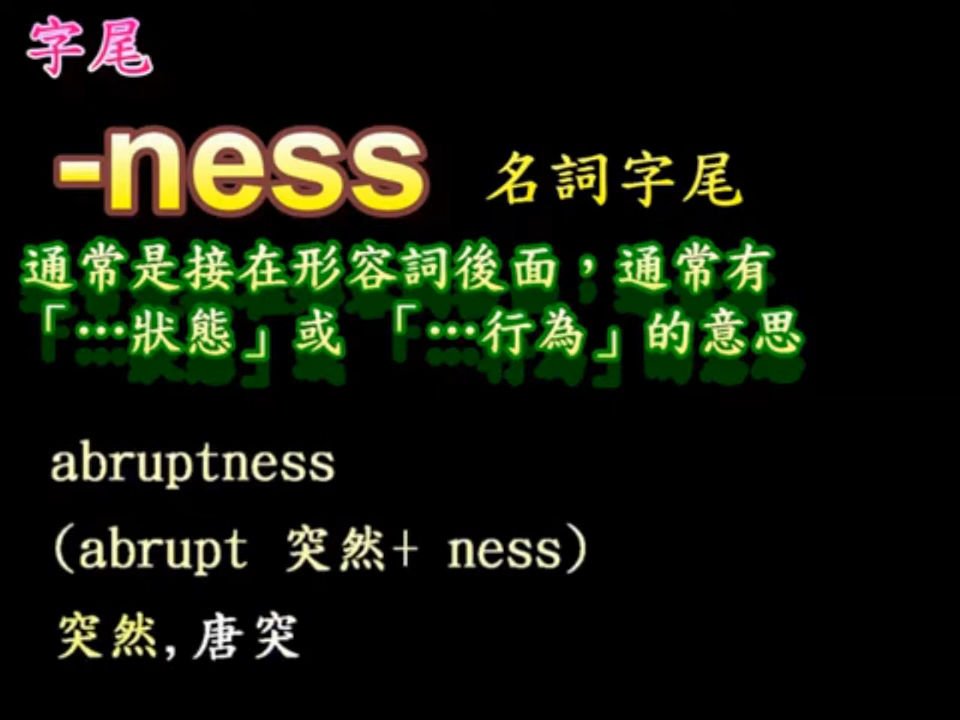 字尾
-ness 名詞字尾
通常是接在形容詞後面，通常有
「…狀態」或 「…行為」的意思
abruptness
(abrupt 突然+ ness)
突然,唐突